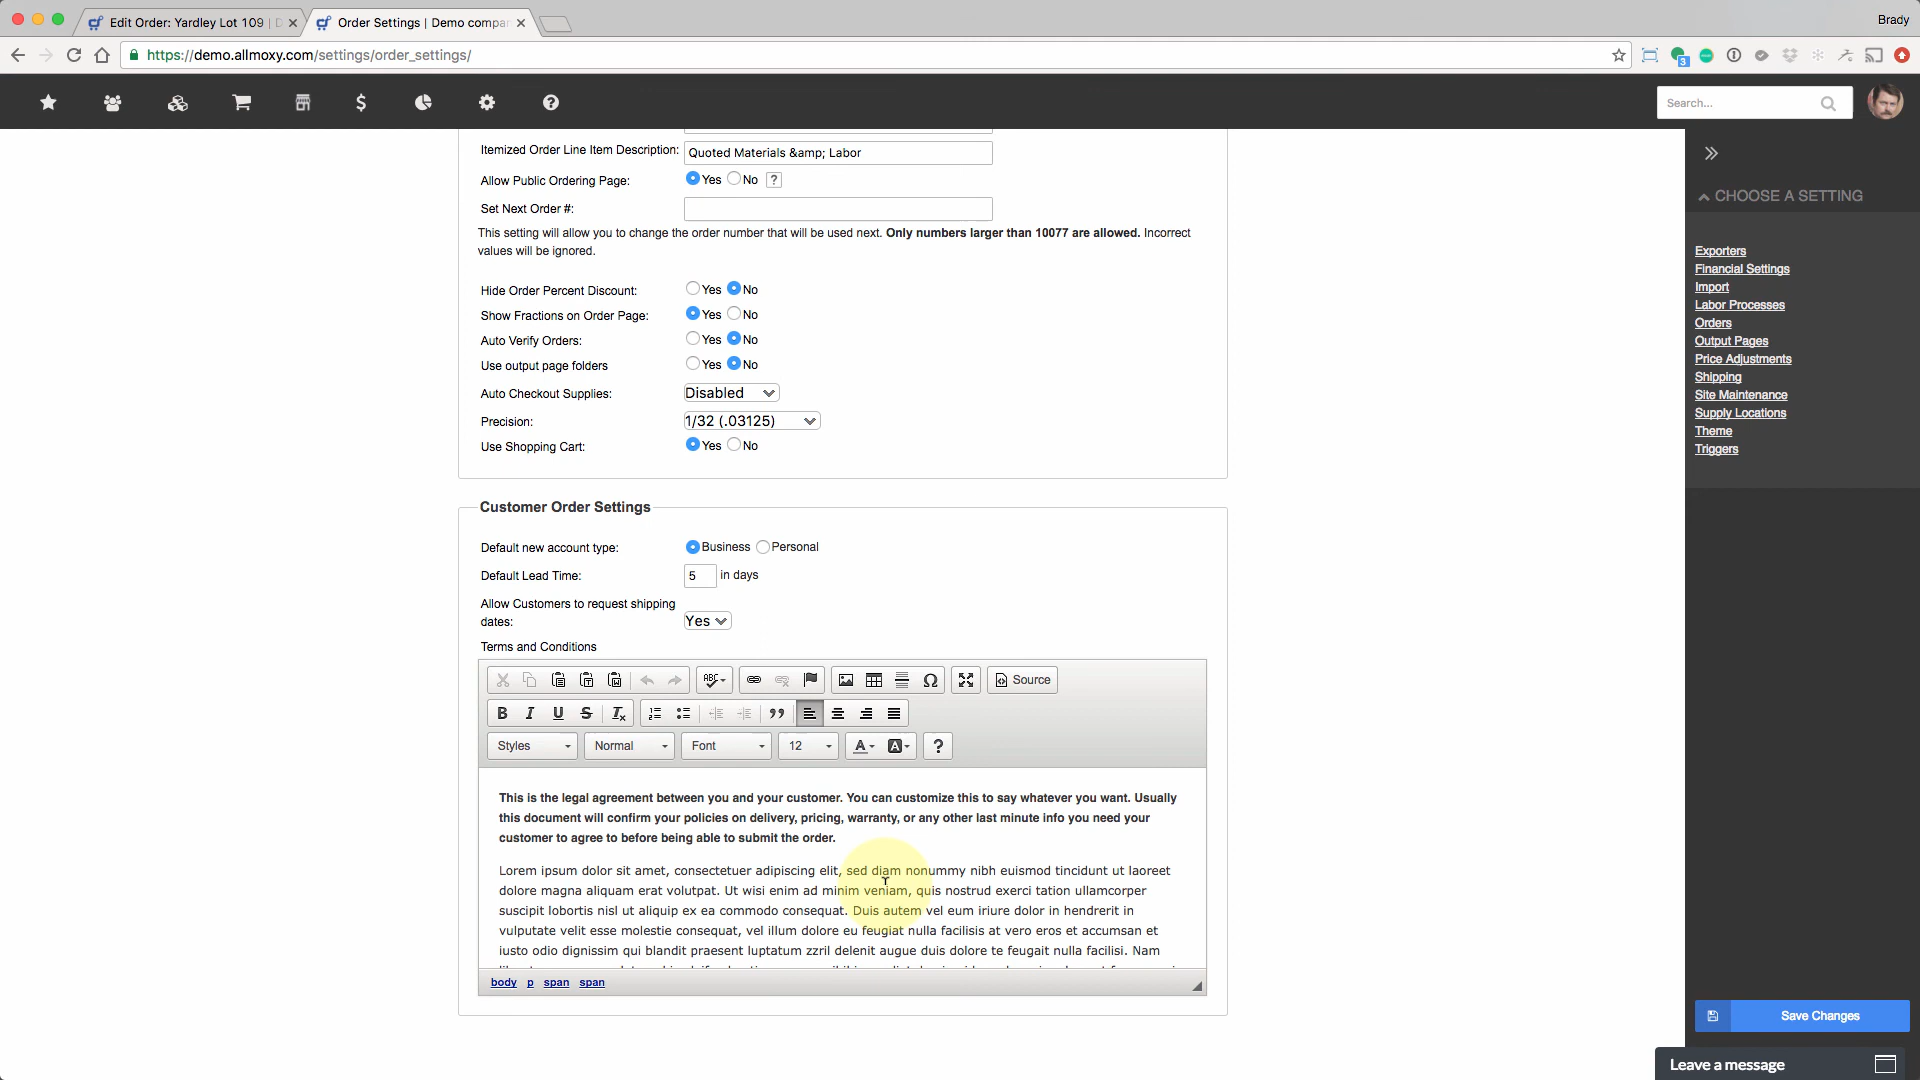 Edit Order: Yardley Lot 109 | D
Order Settings | Demo compan
Brady
https://demo.allmoxy.com/settings/order_settings/
3
Search...
Itemized Order Line Item Description:
Quoted Materials &amp; Labor
Allow Public Ordering Page:
Yes No ?
Set Next Order #:
This setting will allow you to change the order number that will be used next. Only numbers larger than 10077 are allowed. Incorrect
values will be ignored.
Hide Order Percent Discount:
Yes No
Show Fractions on Order Page:
Yes No
Auto Verify Orders:
Yes No
Use output page folders
Yes No
Auto Checkout Supplies:
Disabled
Precision:
1/32 (.03125)
Use Shopping Cart:
Yes No
Customer Order Settings
Default new account type:
Business Personal
Default Lead Time:
5 in days
Allow Customers to request shipping
dates:
Yes
Terms and Conditions
ABC
Ω
Source
B I U S Tx
Styles Normal Font 12 A A ?
This is the legal agreement between you and your customer. You can customize this to say whatever you want. Usually
this document will confirm your policies on delivery, pricing, warranty, or any other last minute info you need your
customer to agree to before being able to submit the order.
Lorem ipsum dolor sit amet, consectetuer adipiscing elit, sed diam nonummy nibh euismod tincidunt ut laoreet
dolore magna aliquam erat volutpat. Ut wisi enim ad minim veniam, quis nostrud exerci tation ullamcorper
suscipit lobortis nisl ut aliquip ex ea commodo consequat. Duis autem vel eum iriure dolor in hendrerit in
vulputate velit esse molestie consequat, vel illum dolore eu feugiat nulla facilisis at vero eros et accumsan et
iusto odio dignissim qui blandit praesent luptatum zzril delenit augue duis dolore te feugait nulla facilisi. Nam
body p span span
CHOOSE A SETTING
Exporters
Financial Settings
Import
Labor Processes
Orders
Output Pages
Price Adjustments
Shipping
Site Maintenance
Supply Locations
Theme
Triggers
Save Changes
Leave a message